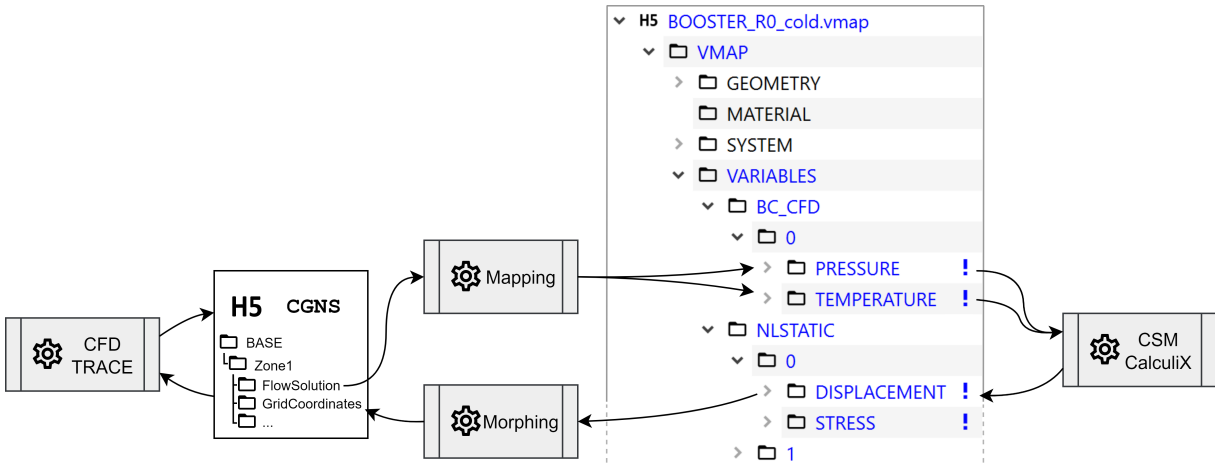 CFD
TRACE
H5 CGNS
BASE
Zone1
FlowSolution
GridCoordinates
...
Mapping
Morphing
H5 BOOSTER_R0_cold.vmap
VMAP
GEOMETRY
MATERIAL
SYSTEM
VARIABLES
BC_CFD
0
PRESSURE !
TEMPERATURE !
NLSTATIC
0
DISPLACEMENT !
STRESS !
1
CSM
CalculiX